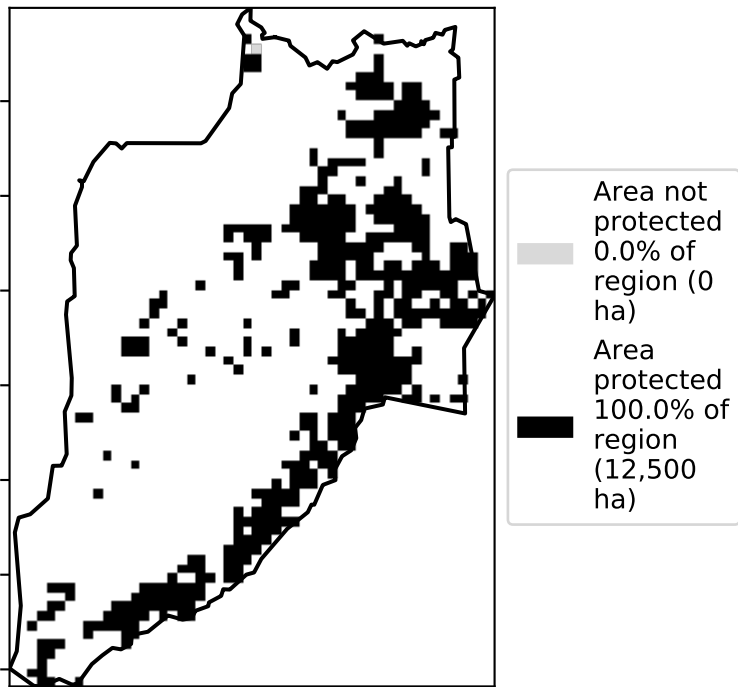 Area not
protected
0.0% of
region (0
ha)
Area
protected
100.0% of
region
(12,500
ha)